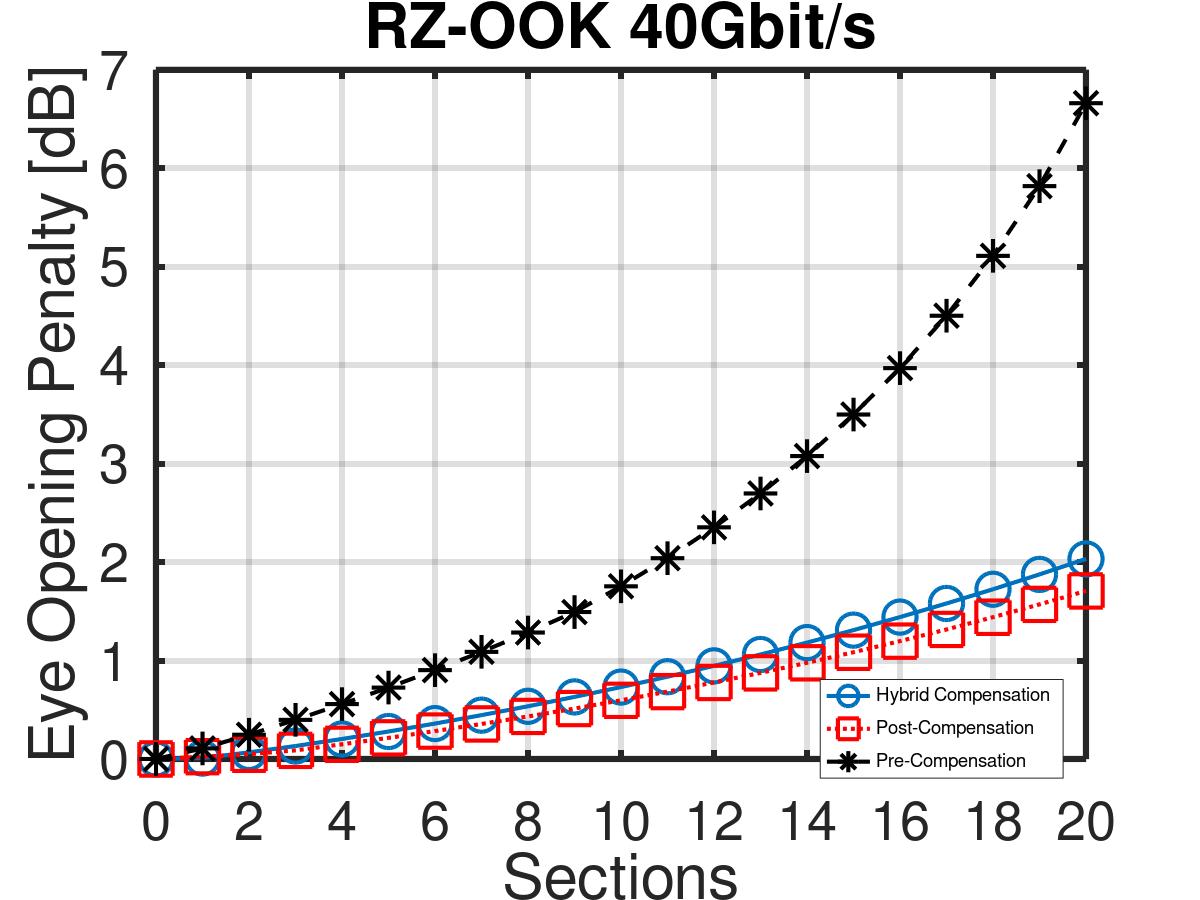 RZ-OOK 40Gbit/s
Eye Opening Penalty [dB]
7
6
5
4
3
2
1
0
0 2 4 6 8 10 12 14 16 18 20
Sections
Hybrid Compensation
Post-Compensation
Pre-Compensation